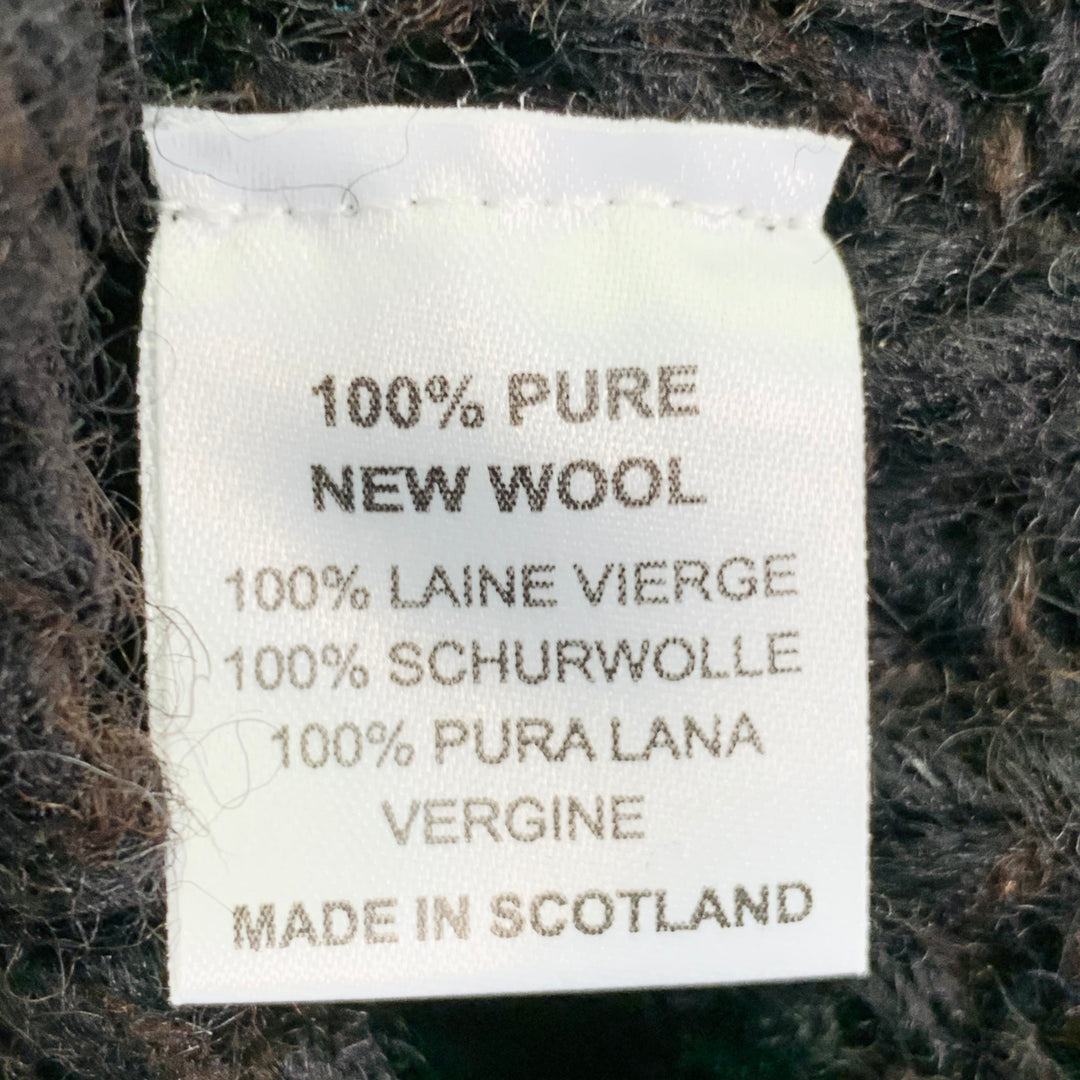 100% PURE
NEW WOOL
100% LAINE VIERGE
100% SCHURWOLLE
100% PURA LANA
VERGINE
MADE IN SCOTLAND